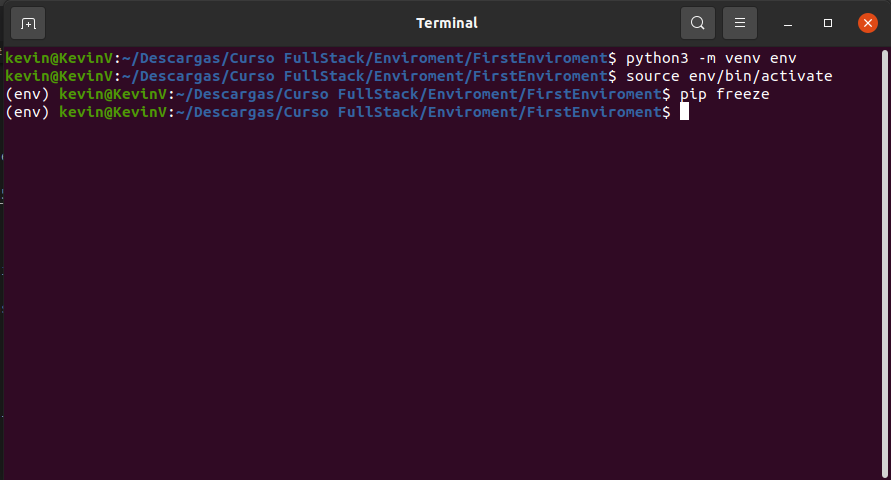 Terminal
kevin@KevinV:~/Descargas/Curso FullStack/Enviroment/FirstEnviroment$ python3 -m venv env
kevin@KevinV:~/Descargas/Curso FullStack/Enviroment/FirstEnviroment$ source env/bin/activate
(env) kevin@KevinV:~/Descargas/Curso FullStack/Enviroment/FirstEnviroment$ pip freeze
(env) kevin@KevinV:~/Descargas/Curso FullStack/Enviroment/FirstEnviroment$